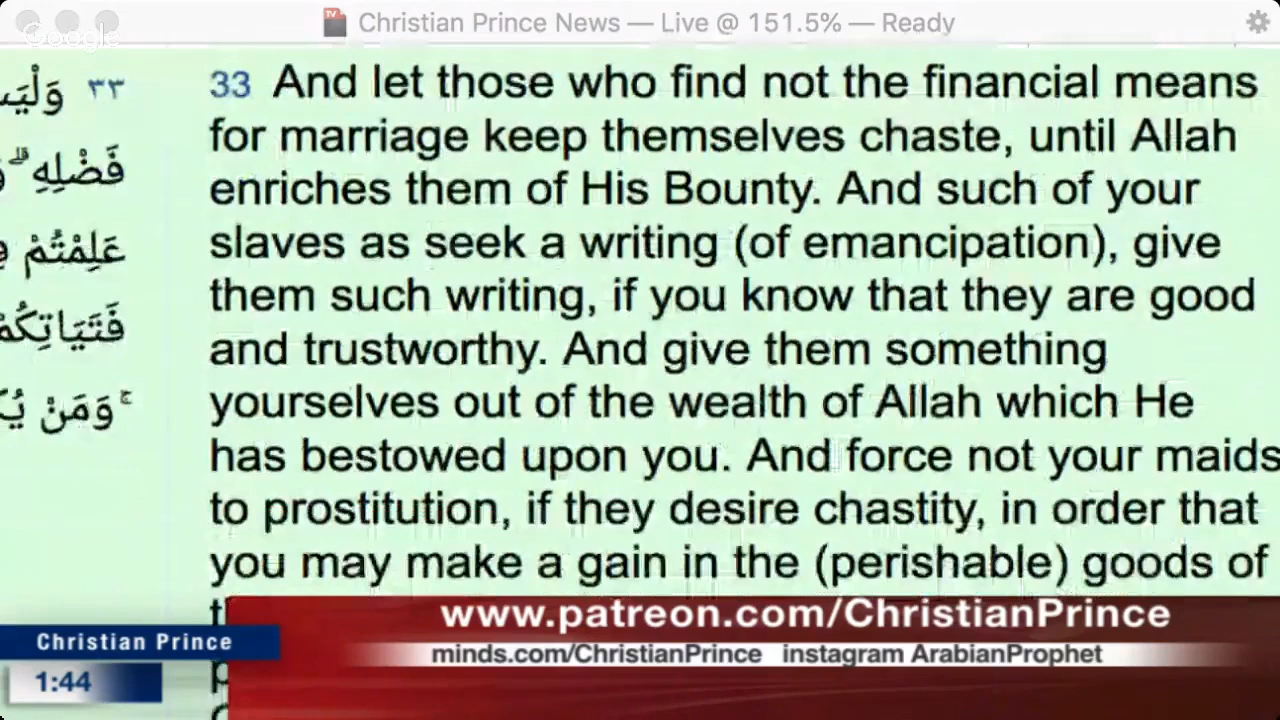 Christian Prince News — Live @ 151.5% — Ready
Google
33 And let those who find not the financial means
for marriage keep themselves chaste, until Allah
enriches them of His Bounty. And such of your
slaves as seek a writing (of emancipation), give
them such writing, if you know that they are good
and trustworthy. And give them something
yourselves out of the wealth of Allah which He
has bestowed upon you. And force not your maids
to prostitution, if they desire chastity, in order that
you may make a gain in the (perishable) goods of
٣٣
فَضْلِهِ ۗ
عَلِمْتُمْ
ۚ وَمَنْ
www.patreon.com/ChristianPrince
minds.com/ChristianPrince instagram ArabianProphet
Christian Prince
1:44